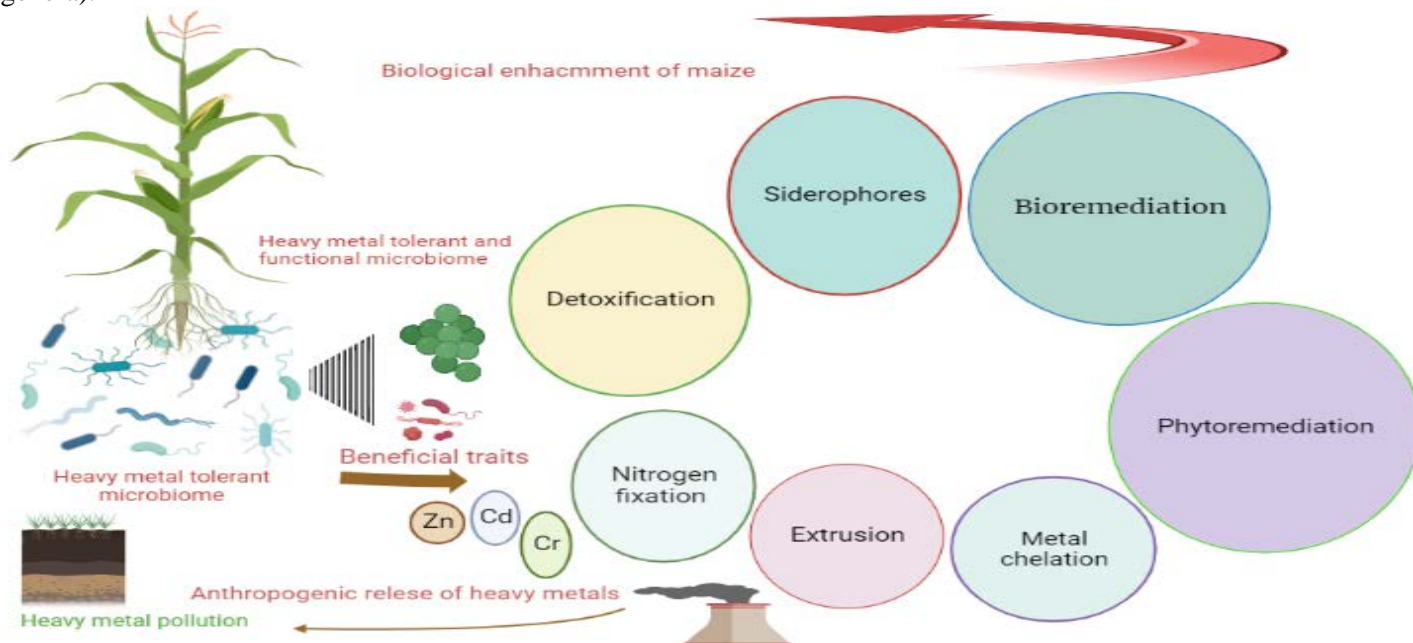 genera).
Biological enhacmment of maize
Siderophores
Bioremediation
Heavy metal tolerant and
functional microbiome
Detoxification
Phytoremediation
Beneficial traits
Heavy metal tolerant
microbiome
Nitrogen
fixation
Zn
Cd
Cr
Extrusion
Metal
chelation
Anthropogenic relese of heavy metals
Heavy metal pollution